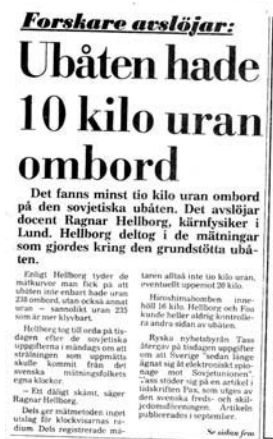 Forskare avslöjar:
Ubåten hade
10 kilo uran
ombord
Det fanns minst tio kilo uran ombord
på den sovjetiska ubåten. Det avslöjar
docent Ragnar Hellborg, kärnfysiker i
Lund. Hellborg deltog i de mätningar
som gjordes kring den grundstötta ubå-
ten.
Enligt Hellborg tyder de
mätkurvor man fick på att
ubåten inte enbart hade uran
238 ombord, utan också annat
uran — sannolikt uran 235
som är mer klyvbart.
Hellborg tog till orda på tis-
dagen efter de sovjetiska
uppgifterna i måndags om att
strålningen som uppmätts
skulle kommit från det
svenska mätningsfolkets
egna klockor.
— Ett dåligt skämt, säger
Ragnar Hellborg.
Dels ger mätmetoden inget
utslag för klockvisarnas ra-
dium. Dels registrerade mä-
taren alltså inte tio kilo uran,
eventuellt uppemot 20 kilo.
Hiroshimabomben inne-
höll 16 kilo. Hellborg och Foa
kunde heller aldrig kontrolle-
ra andra sidan av ubåten.
Ryska nyhetsbyrån Tass
återgav på tisdagen uppgifter
om att Sverige "sedan länge
ägnat sig åt elektroniskt spio-
nage mot Sovjetunionen".
Tass stöder sig på en artikel i
tidskriften Pax, som utges av
den svenska freds- och skil-
jedomsföreningen. Artikeln
publicerades i september.
Se sidan fem